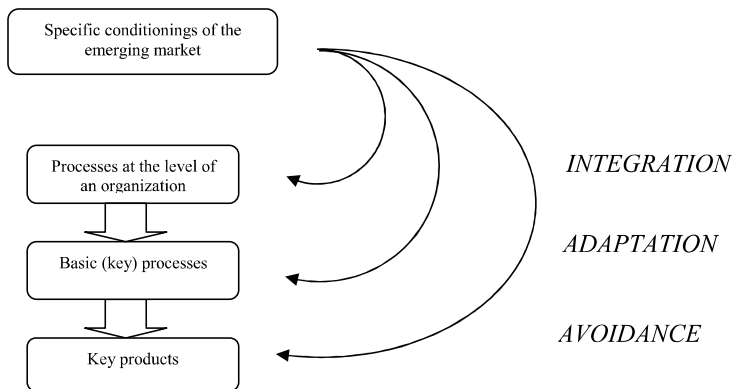 Specific conditionings of the
emerging market
Processes at the level of
an organization
INTEGRATION
Basic (key) processes
ADAPTATION
Key products
AVOIDANCE